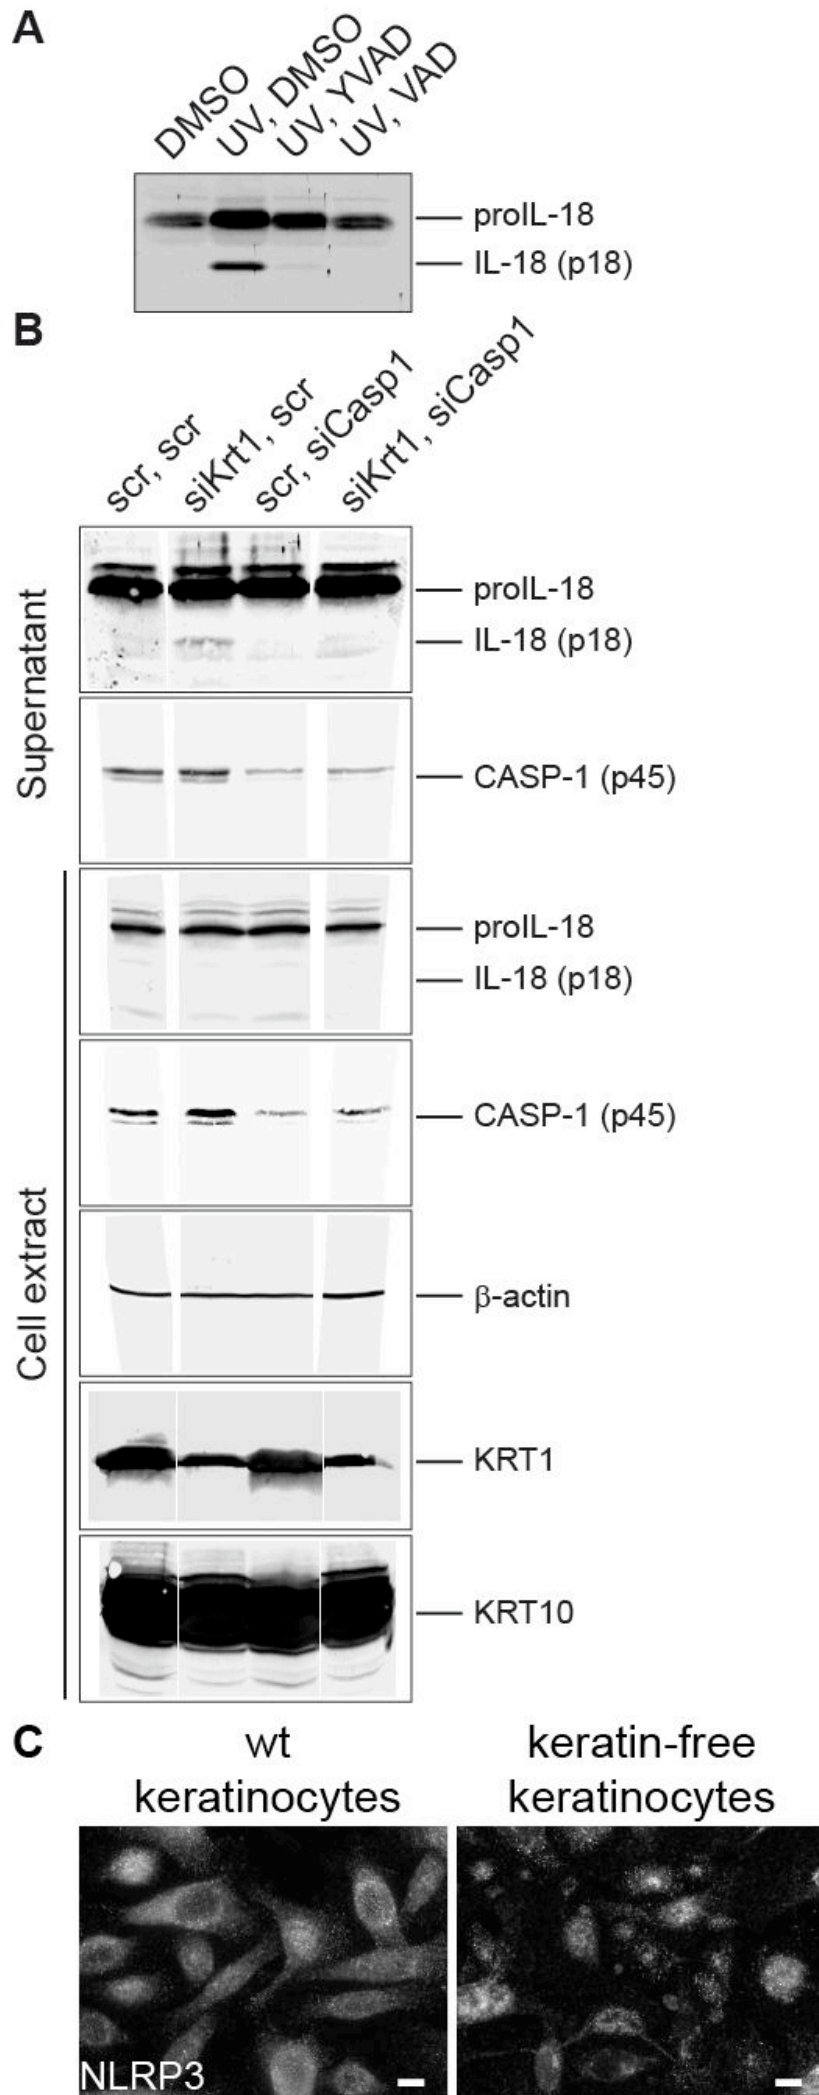 A
DMSO
UV, DMSO
UV, YVAD
UV, VAD
proIL-18
IL-18 (p18)
B
scr, scr
siKrt1, scr
scr, siCasp1
siKrt1, siCasp1
Supernatant
proIL-18
IL-18 (p18)
CASP-1 (p45)
Cell extract
proIL-18
IL-18 (p18)
CASP-1 (p45)
β-actin
KRT1
KRT10
C
wt
keratinocytes
keratin-free
keratinocytes
NLRP3